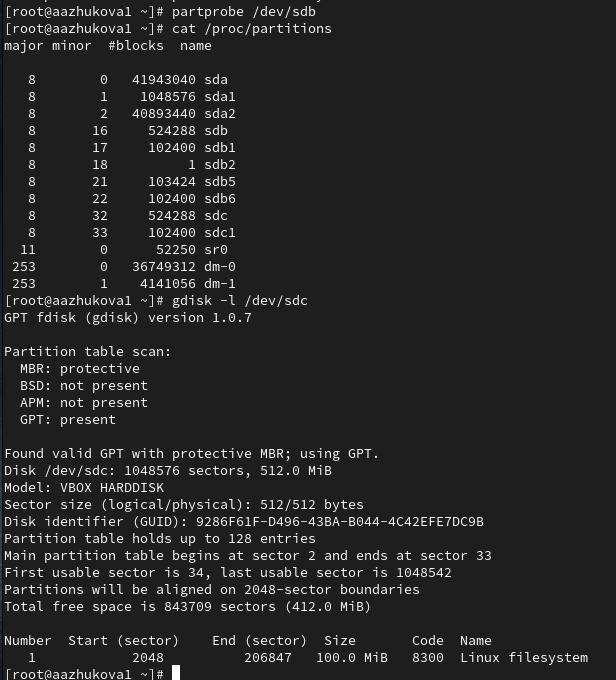 [root@aazhukova1 ~]# partprobe /dev/sdb
[root@aazhukova1 ~]# cat /proc/partitions
major minor  #blocks  name

   8        0   41943040 sda
   8        1    1048576 sda1
   8        2   40893440 sda2
   8       16     524288 sdb
   8       17     102400 sdb1
   8       18          1 sdb2
   8       21     103424 sdb5
   8       22     102400 sdb6
   8       32     524288 sdc
   8       33     102400 sdc1
  11        0      52250 sr0
 253        0   36749312 dm-0
 253        1    4141056 dm-1
[root@aazhukova1 ~]# gdisk -l /dev/sdc
GPT fdisk (gdisk) version 1.0.7

Partition table scan:
  MBR: protective
  BSD: not present
  APM: not present
  GPT: present

Found valid GPT with protective MBR; using GPT.
Disk /dev/sdc: 1048576 sectors, 512.0 MiB
Model: VBOX HARDDISK
Sector size (logical/physical): 512/512 bytes
Disk identifier (GUID): 9286F61F-D496-43BA-B044-4C42EFE7DC9B
Partition table holds up to 128 entries
Main partition table begins at sector 2 and ends at sector 33
First usable sector is 34, last usable sector is 1048542
Partitions will be aligned on 2048-sector boundaries
Total free space is 843709 sectors (412.0 MiB)

Number  Start (sector)    End (sector)  Size       Code  Name
   1            2048          206847   100.0 MiB   8300  Linux filesystem
[root@aazhukova1 ~]#